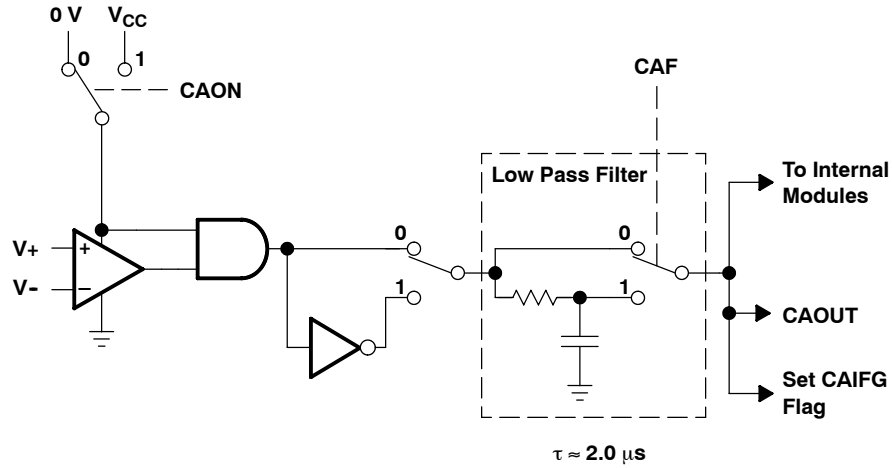 0 V
VCC
0
1
CAON
CAF
Low Pass Filter
To Internal
Modules
V+
+
V-
−
0
1
0
1
CAOUT
Set CAIFG
Flag
τ ≈ 2.0 μs